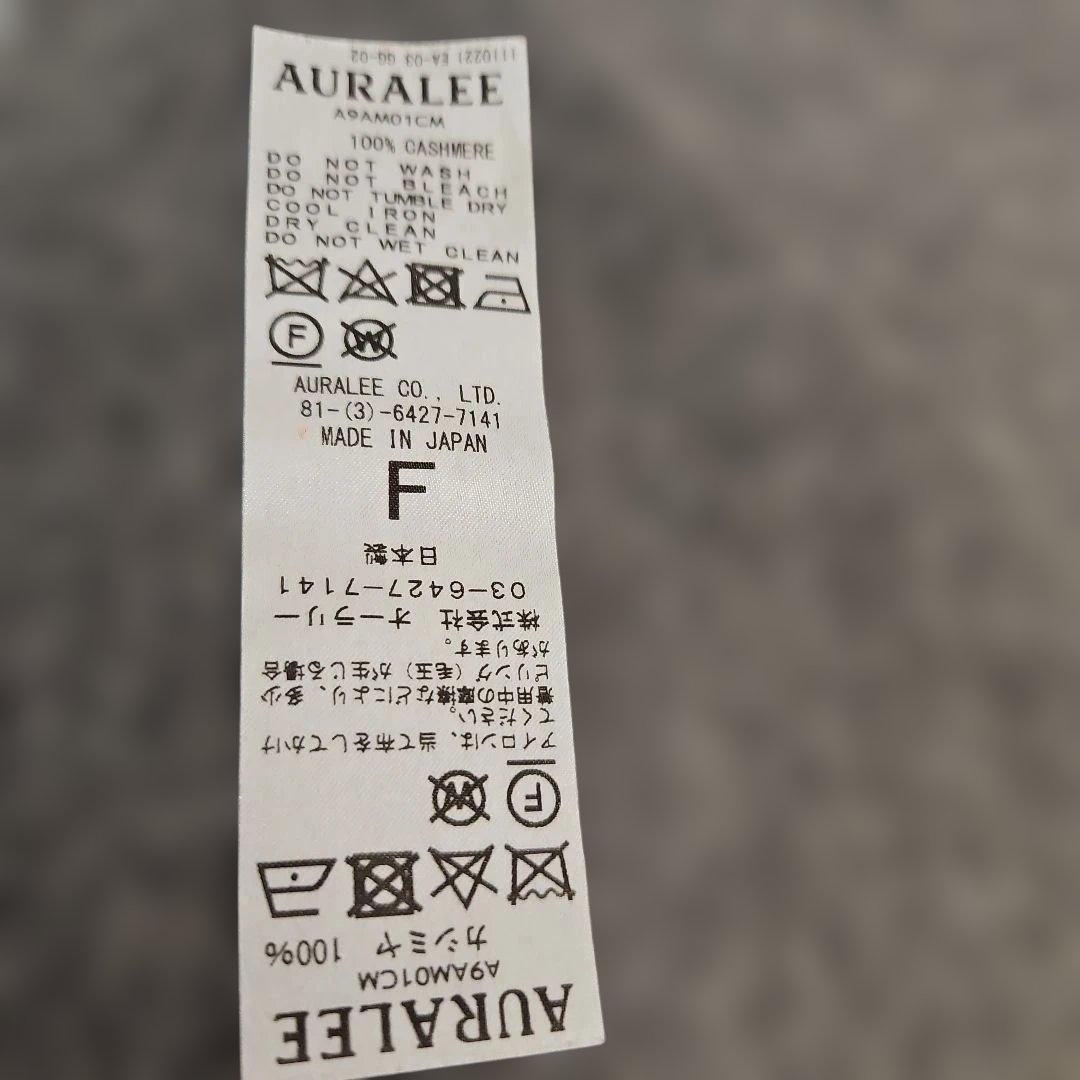 1110221 EA-03 GG-02
AURALEE
A9AM01CM
100% CASHMERE
DO NOT WASH
DO NOT BLEACH
DO NOT TUMBLE DRY
COOL IRON
DRY CLEAN
DO NOT WET CLEAN
F W
AURALEE CO., LTD.
81-(3)-6427-7141
MADE IN JAPAN
F
AURALEE
A9AM01CM
カシミヤ 100%
F W
アイロンは、当て布をしてかけ
てください。
着用中の摩擦などにより、多少
ピリング(毛玉)が生じる場合
があります。
株式会社 オーラリー
03-6427-7141
日本製